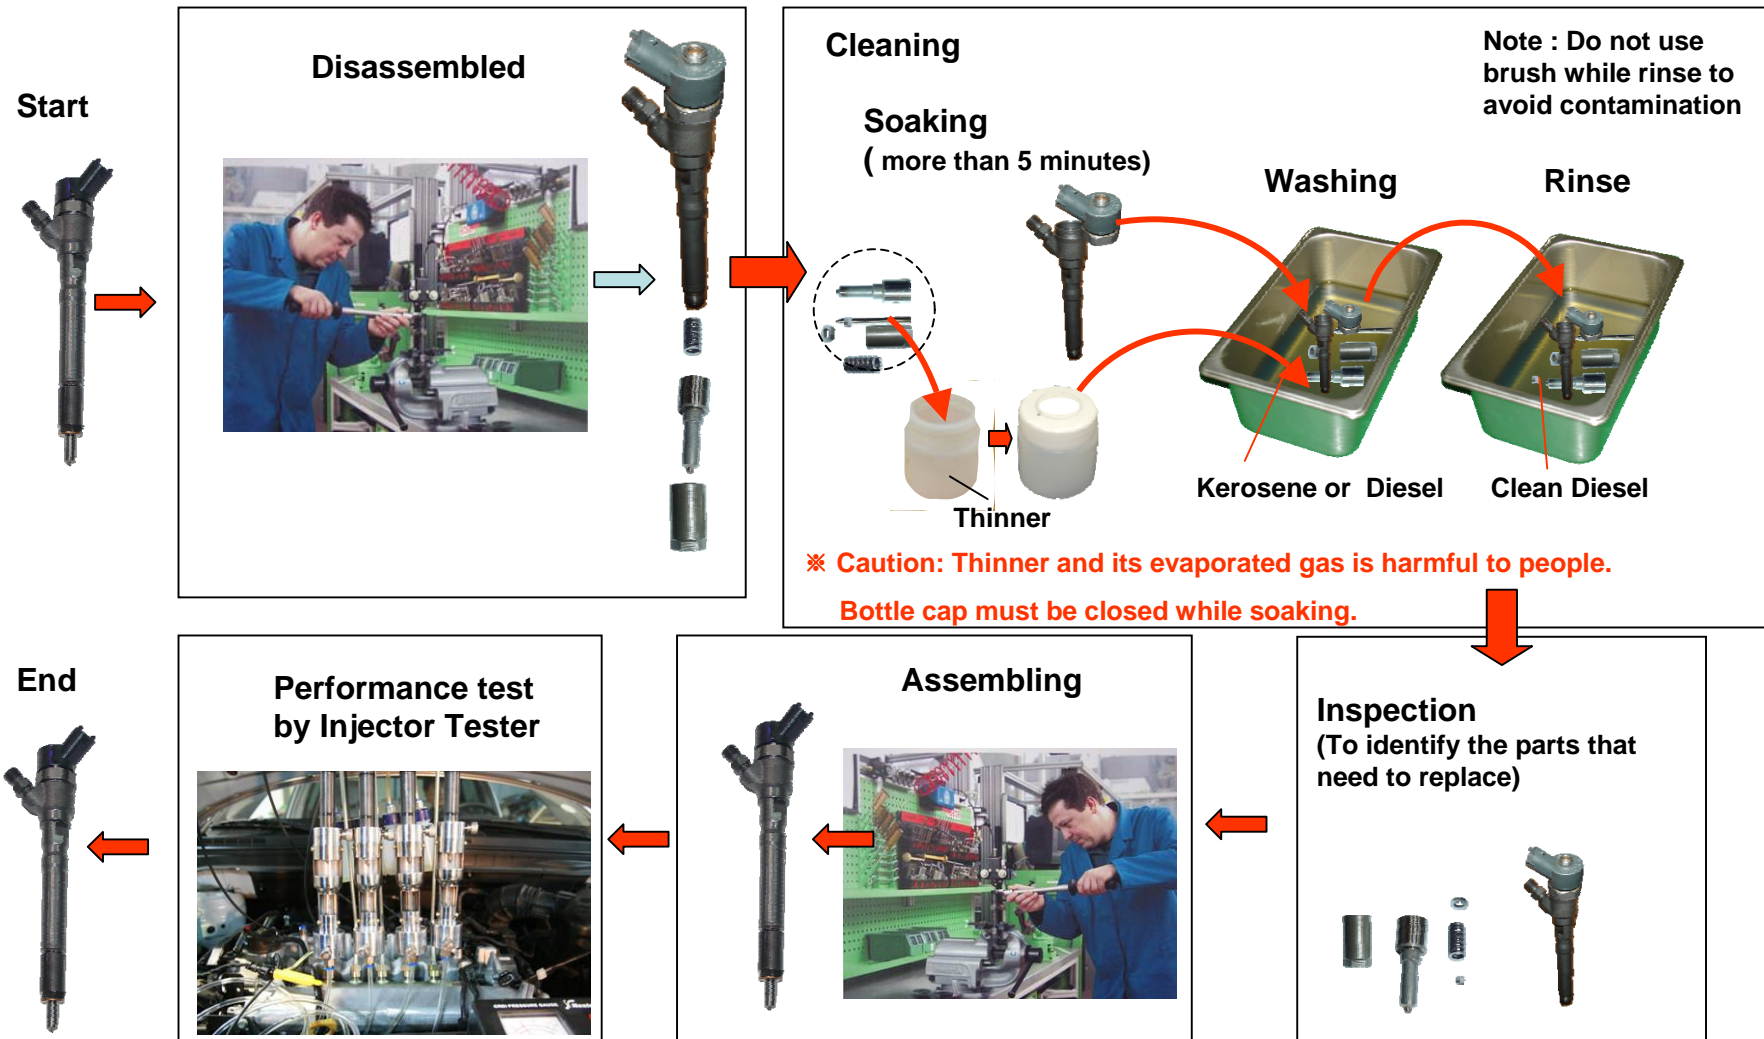 Start
Disassembled
Cleaning
Note : Do not use
brush while rinse to
avoid contamination
Soaking
( more than 5 minutes)
Washing
Rinse
Thinner
Kerosene or Diesel
Clean Diesel
※ Caution: Thinner and its evaporated gas is harmful to people.
Bottle cap must be closed while soaking.
Inspection
(To identify the parts that
need to replace)
Assembling
Performance test
by Injector Tester
CRDI PRESSURE GAUGE
End